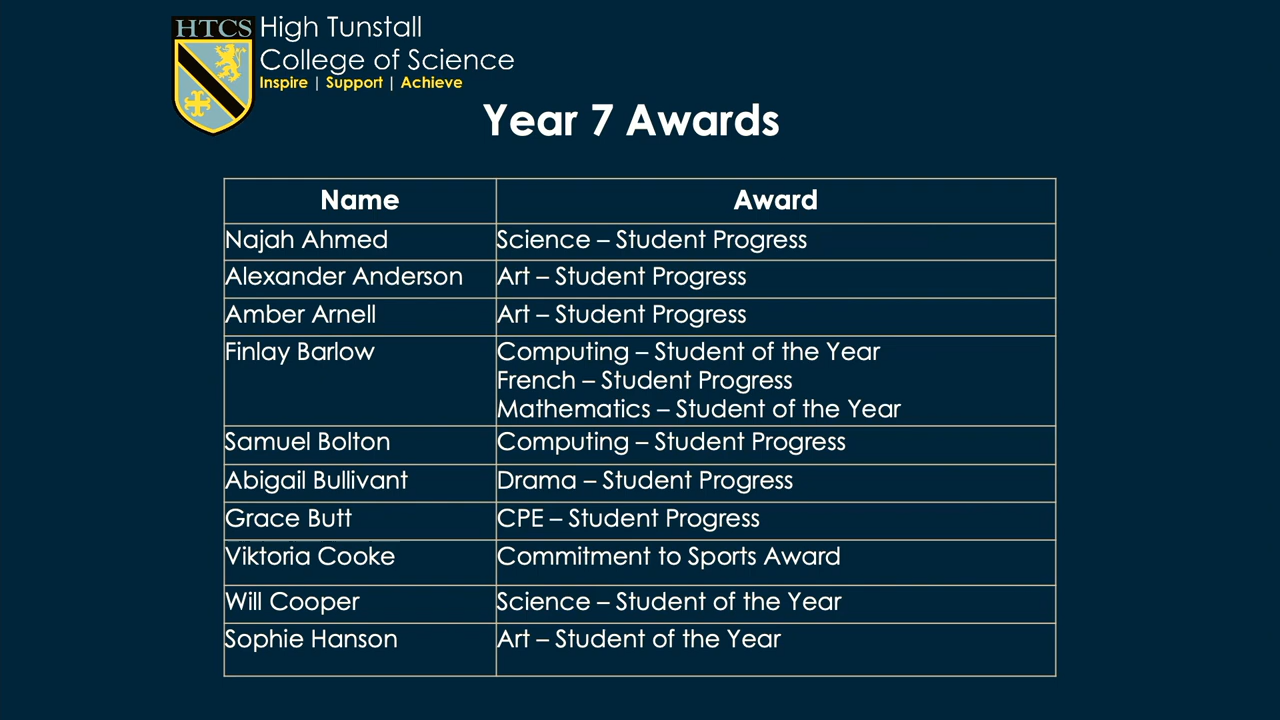 HTCS
High Tunstall
College of Science
Inspire | Support | Achieve
Year 7 Awards
Name Award
Najah Ahmed Science – Student Progress
Alexander Anderson Art – Student Progress
Amber Arnell Art – Student Progress
Finlay Barlow Computing – Student of the Year
French – Student Progress
Mathematics – Student of the Year
Samuel Bolton Computing – Student Progress
Abigail Bullivant Drama – Student Progress
Grace Butt CPE – Student Progress
Viktoria Cooke Commitment to Sports Award
Will Cooper Science – Student of the Year
Sophie Hanson Art – Student of the Year